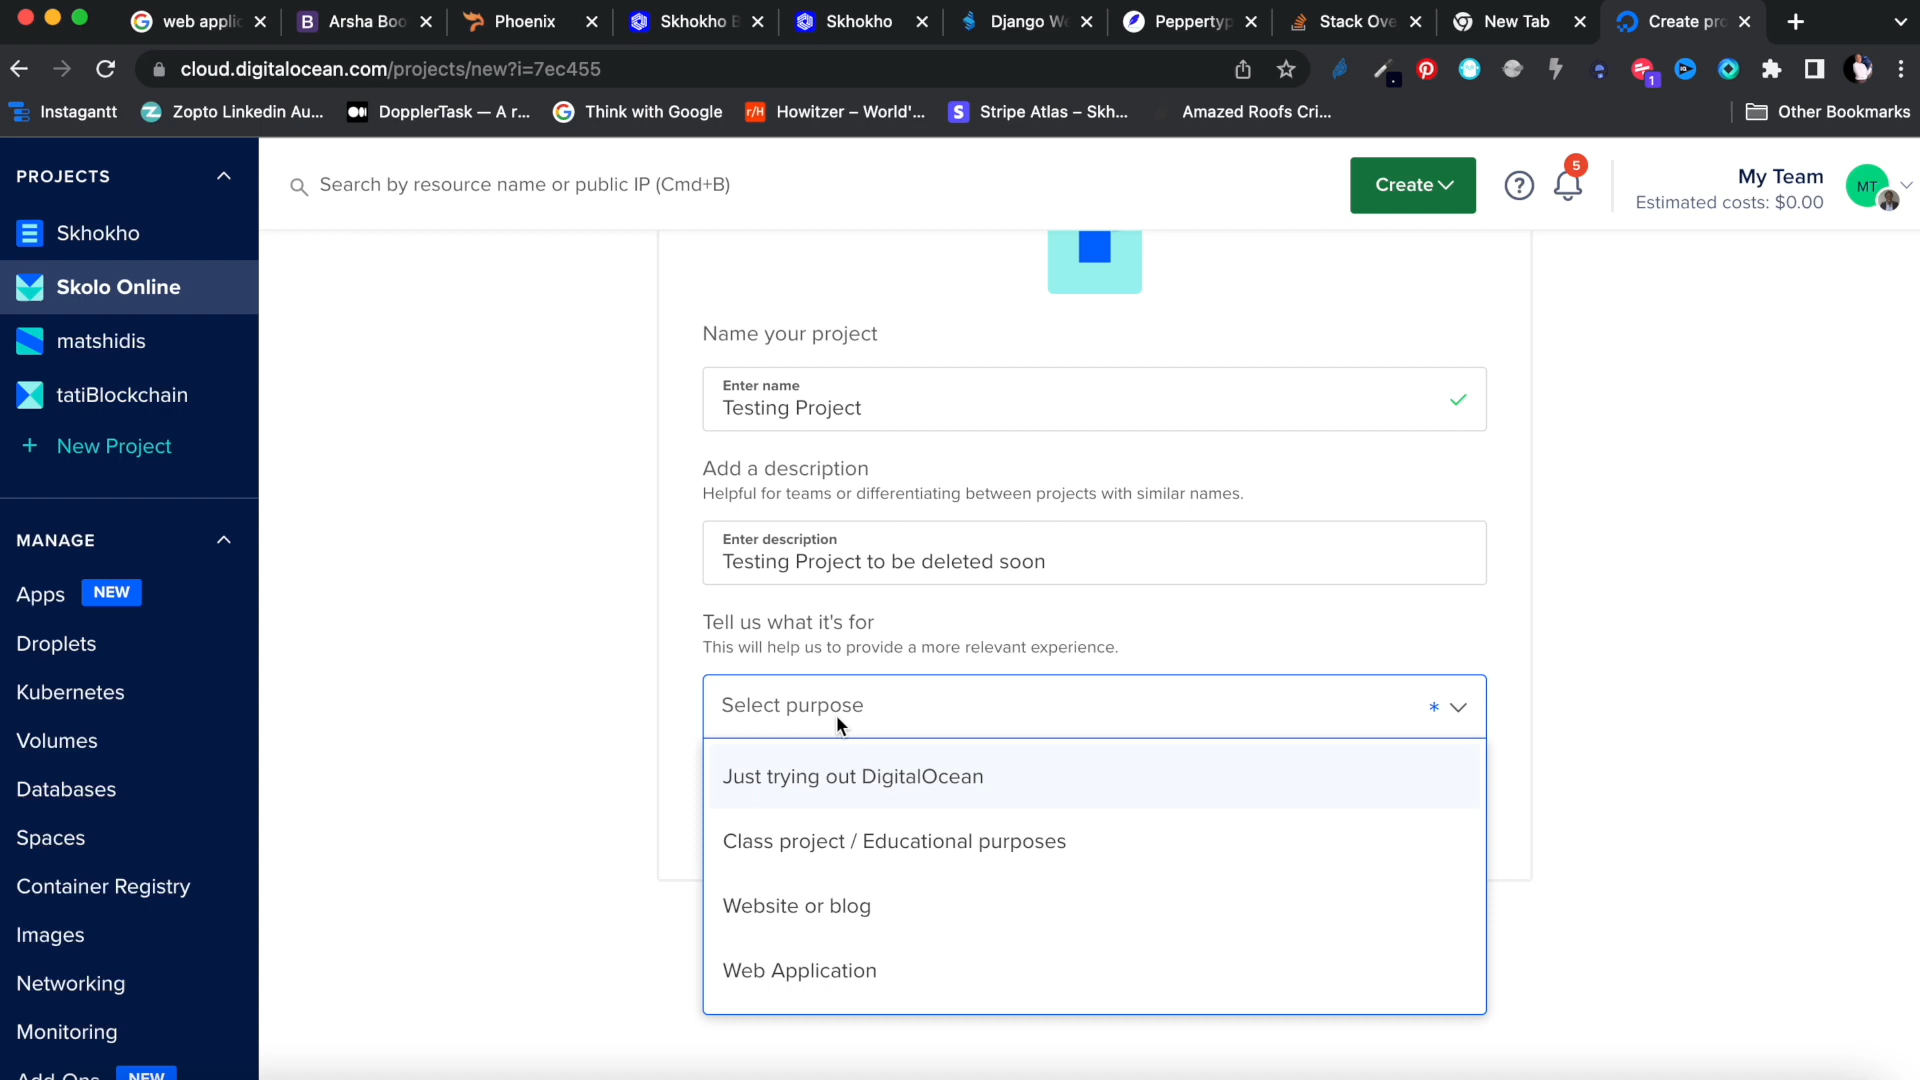 web applic
Arsha Boo
Phoenix
Skhokho B
Skhokho
Django We
Peppertyp
Stack Ove
New Tab
Create pro
cloud.digitalocean.com/projects/new?i=7ec455
1
Instagantt
Zopto Linkedin Au...
DopplerTask — A r...
Think with Google
r/H
Howitzer – World'...
Stripe Atlas – Skh...
Amazed Roofs Cri...
Other Bookmarks
PROJECTS
Search by resource name or public IP (Cmd+B)
Create
5
My Team
Estimated costs: $0.00
MT
Skhokho
Skolo Online
matshidis
tatiBlockchain
+ New Project
Name your project
Enter name
Testing Project
Add a description
Helpful for teams or differentiating between projects with similar names.
Enter description
Testing Project to be deleted soon
Tell us what it's for
This will help us to provide a more relevant experience.
Select purpose *
Just trying out DigitalOcean
Class project / Educational purposes
Website or blog
Web Application
MANAGE
Apps NEW
Droplets
Kubernetes
Volumes
Databases
Spaces
Container Registry
Images
Networking
Monitoring
Add-Ons NEW